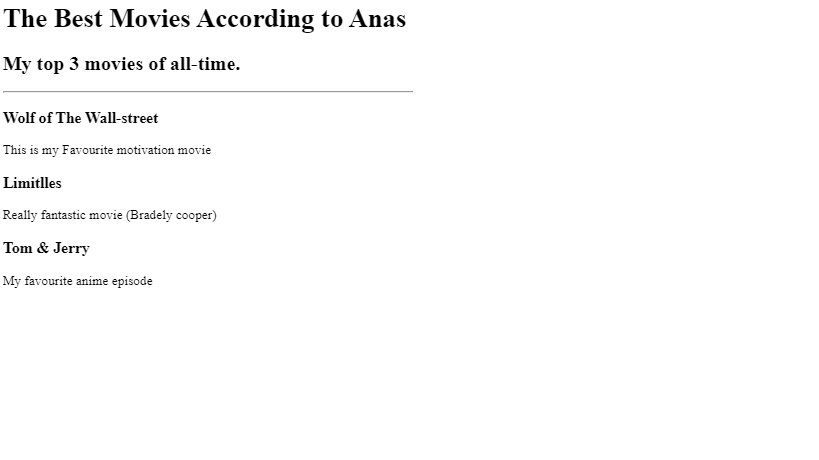 The Best Movies According to Anas
My top 3 movies of all-time.
Wolf of The Wall-street
This is my Favourite motivation movie
Limitlles
Really fantastic movie (Bradely cooper)
Tom & Jerry
My favourite anime episode